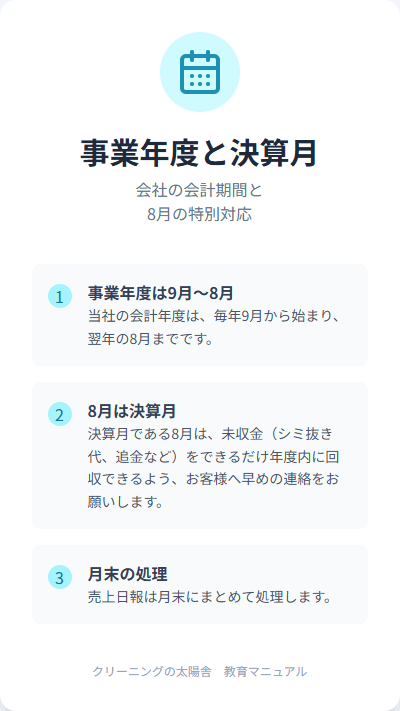 事業年度と決算月
会社の会計期間と
8月の特別対応
1
事業年度は9月〜8月
当社の会計年度は、毎年9月から始まり、
翌年の8月までです。
2
8月は決算月
決算月である8月は、未収金（シミ抜き
代、追金など）をできるだけ年度内に回
収できるよう、お客様へ早めの連絡をお
願いします。
3
月末の処理
売上日報は月末にまとめて処理します。
クリーニングの太陽舎　教育マニュアル